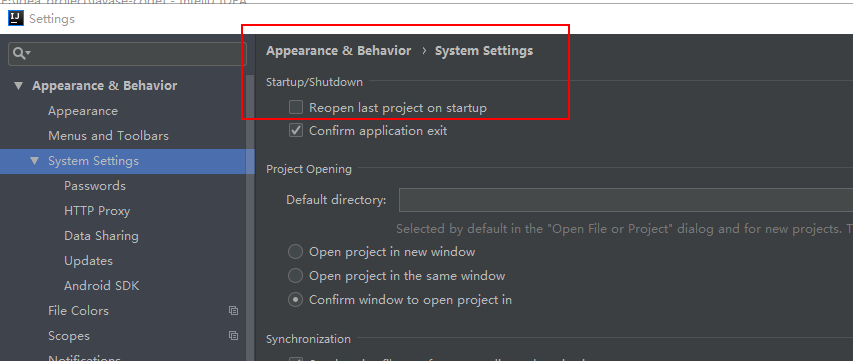 Settings
Appearance & Behavior
Appearance
Menus and Toolbars
System Settings
Passwords
HTTP Proxy
Data Sharing
Updates
Android SDK
File Colors
Scopes
Notifications
Appearance & Behavior › System Settings
Startup/Shutdown
Reopen last project on startup
Confirm application exit
Project Opening
Default directory:
Selected by default in the "Open File or Project" dialog and for new projects. T
Open project in new window
Open project in the same window
Confirm window to open project in
Synchronization